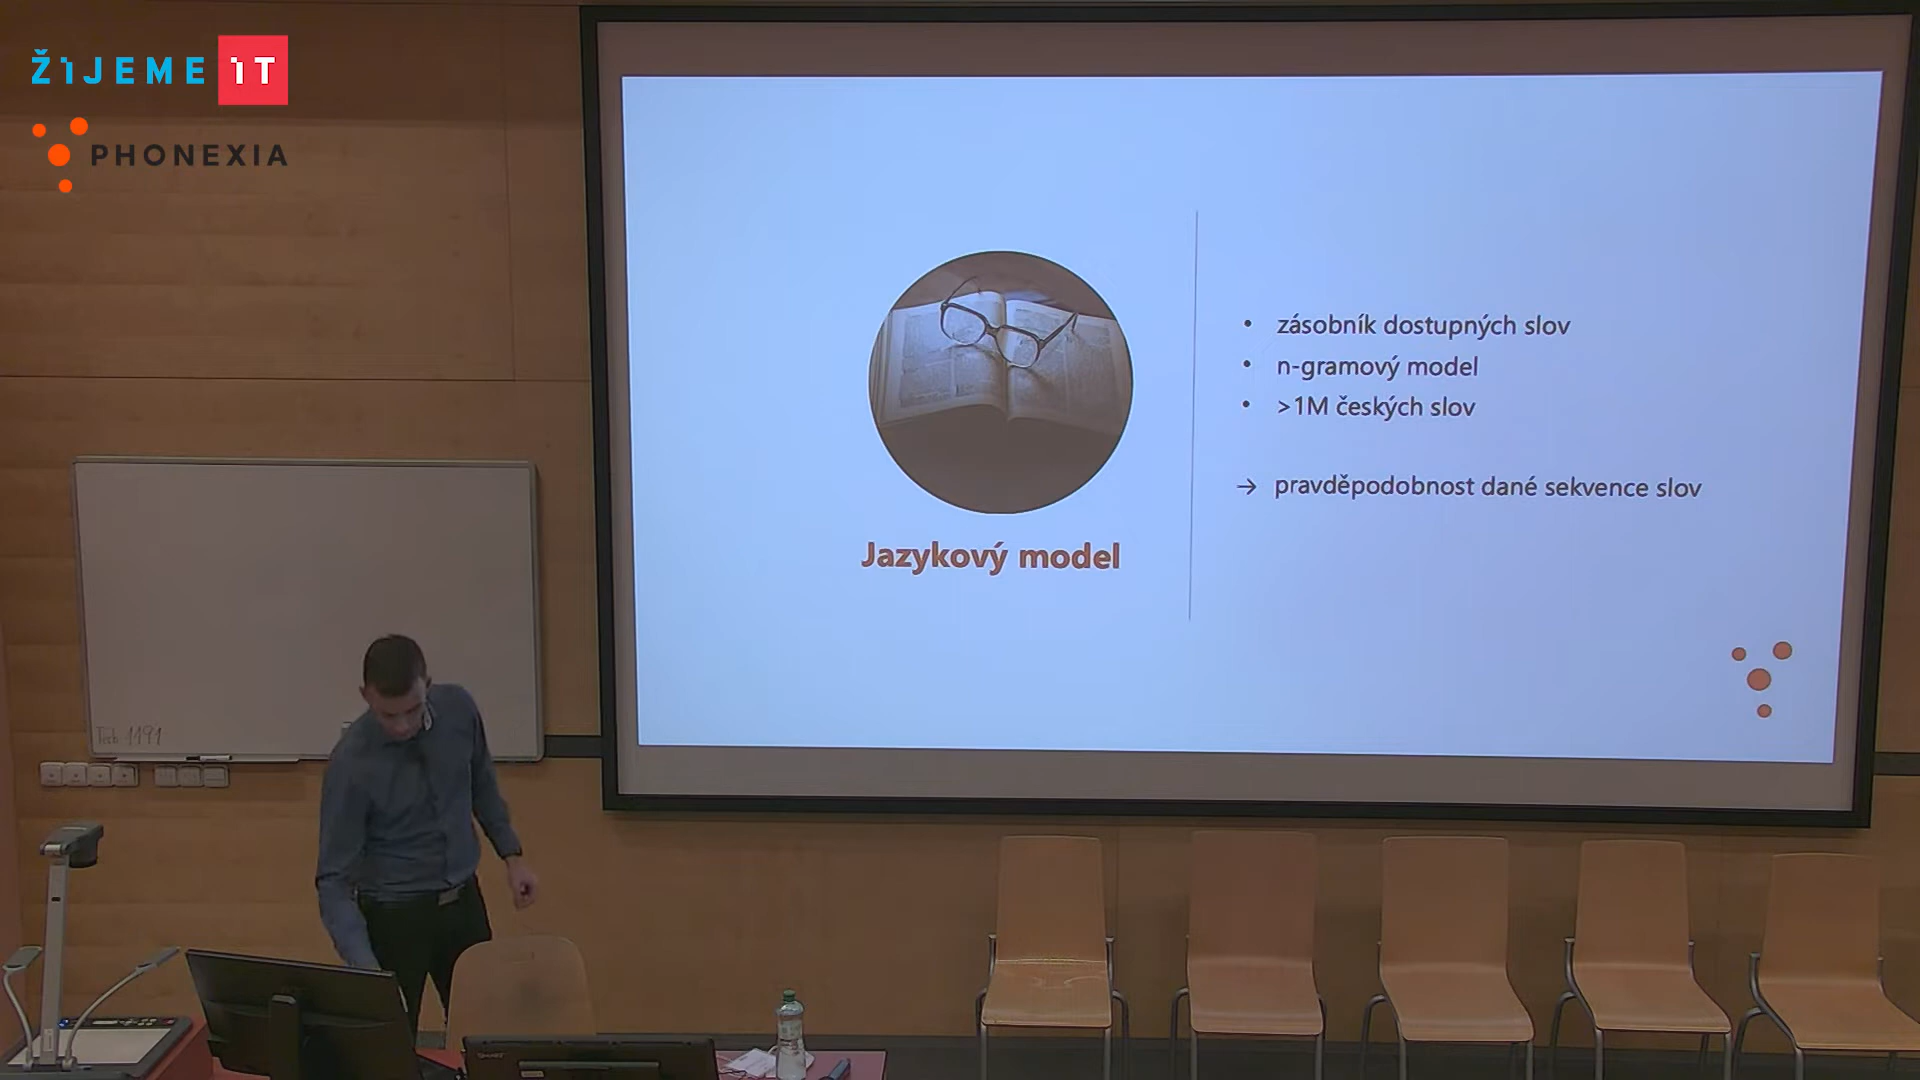 ŽIJEME IT
PHONEXIA
• zásobník dostupných slov
• n-gramový model
• >1M českých slov
→ pravděpodobnost dané sekvence slov
Jazykový model